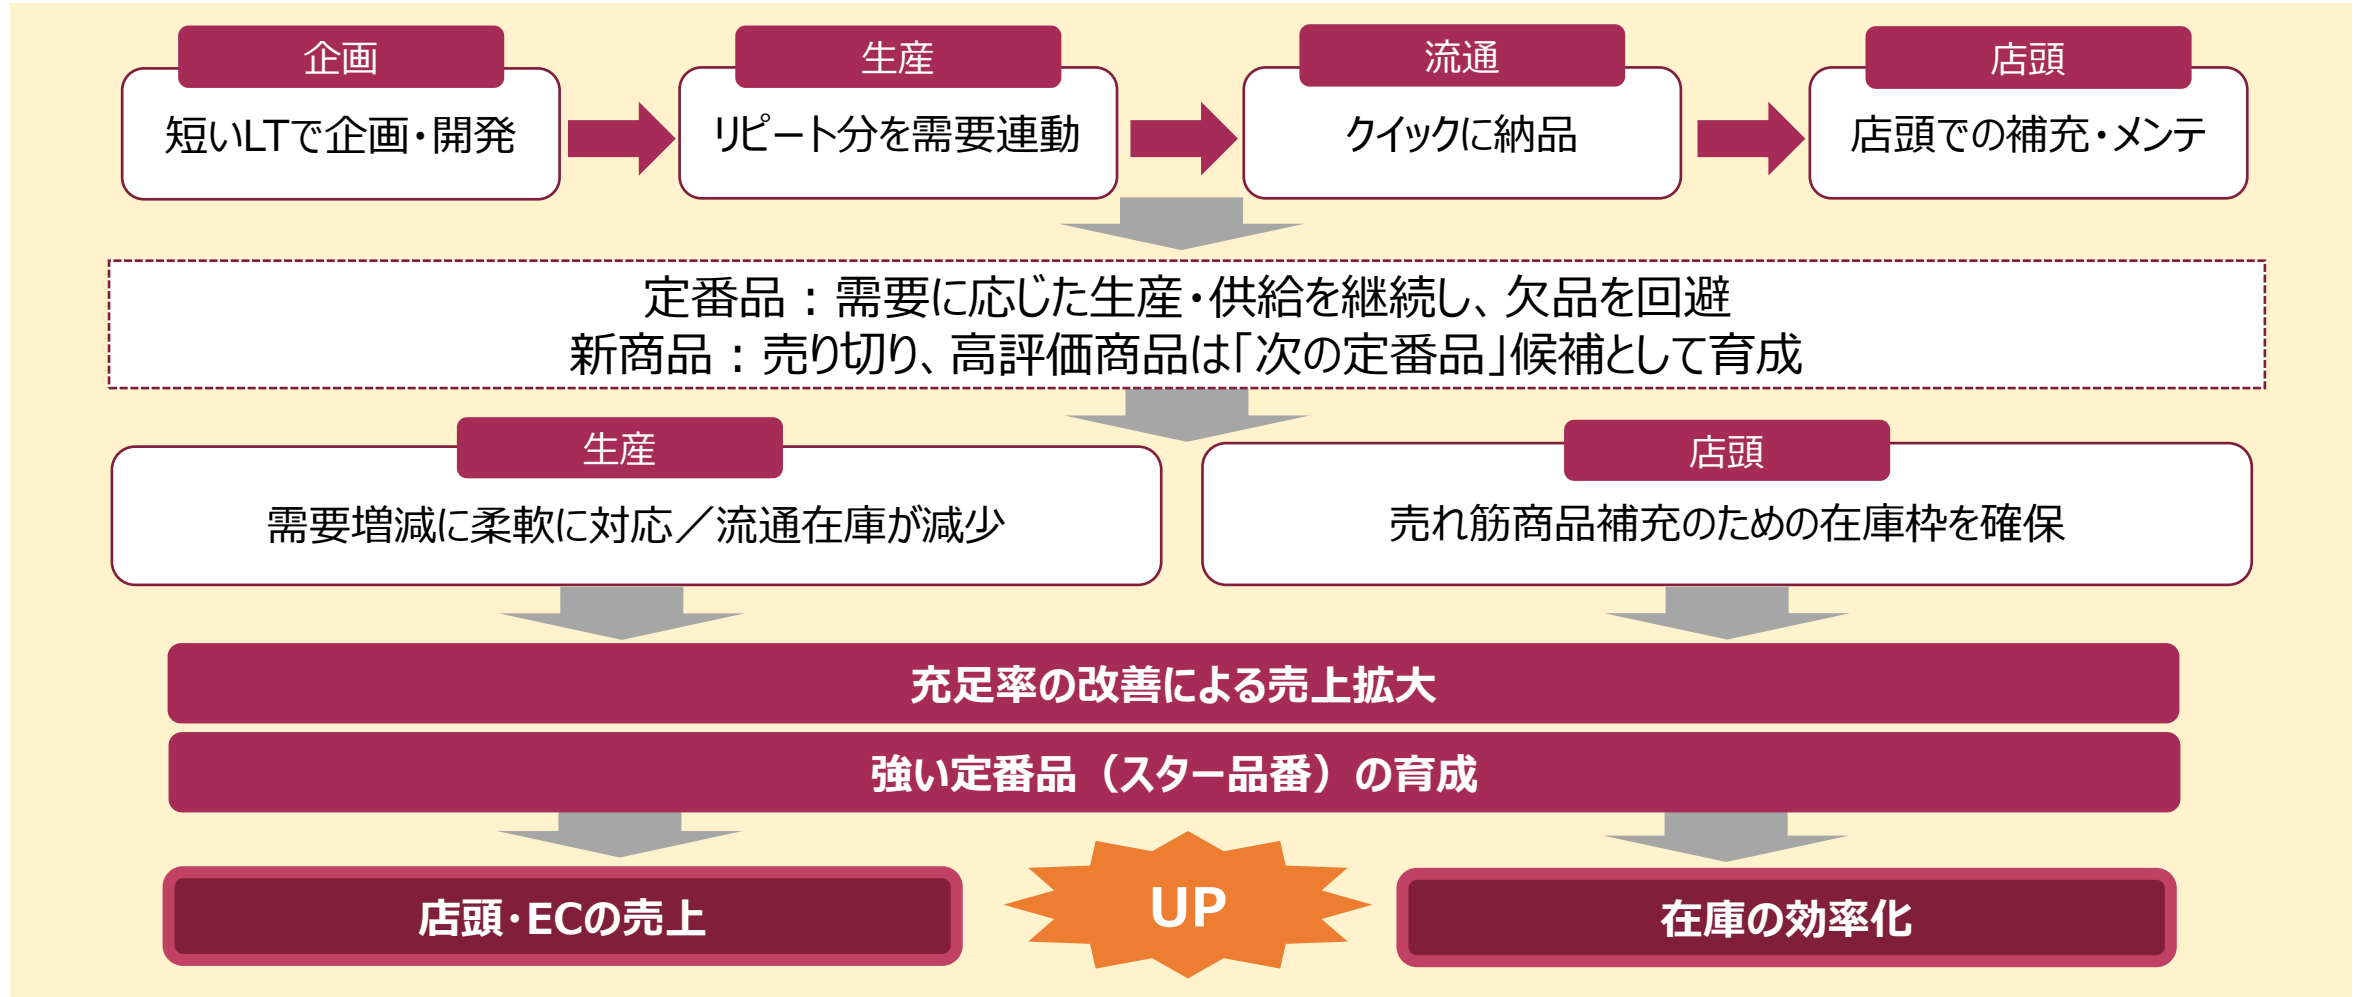 企画
短いLTで企画・開発
生産
リピート分を需要連動
流通
クイックに納品
店頭
店頭での補充・メンテ
定番品:需要に応じた生産・供給を継続し、欠品を回避
新商品:売り切り、高評価商品は「次の定番品」候補として育成
生産
需要増減に柔軟に対応/流通在庫が減少
店頭
売れ筋商品補充のための在庫枠を確保
充足率の改善による売上拡大
強い定番品(スター品番)の育成
店頭・ECの売上
UP
在庫の効率化